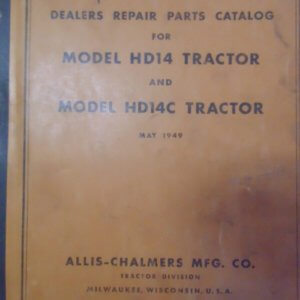 DEALERS REPAIR PARTS CATALOG
FOR
MODEL HD14 TRACTOR
AND
MODEL HD14C TRACTOR
MAY 1949
ALLIS-CHALMERS MFG. CO.
TRACTOR DIVISION
MILWAUKEE, WISCONSIN, U. S. A.